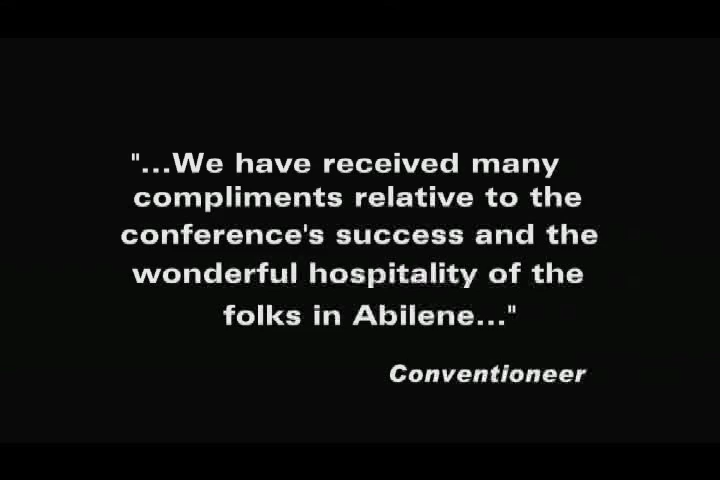 "...We have received many
compliments relative to the
conference's success and the
wonderful hospitality of the
folks in Abilene..."
Conventioneer